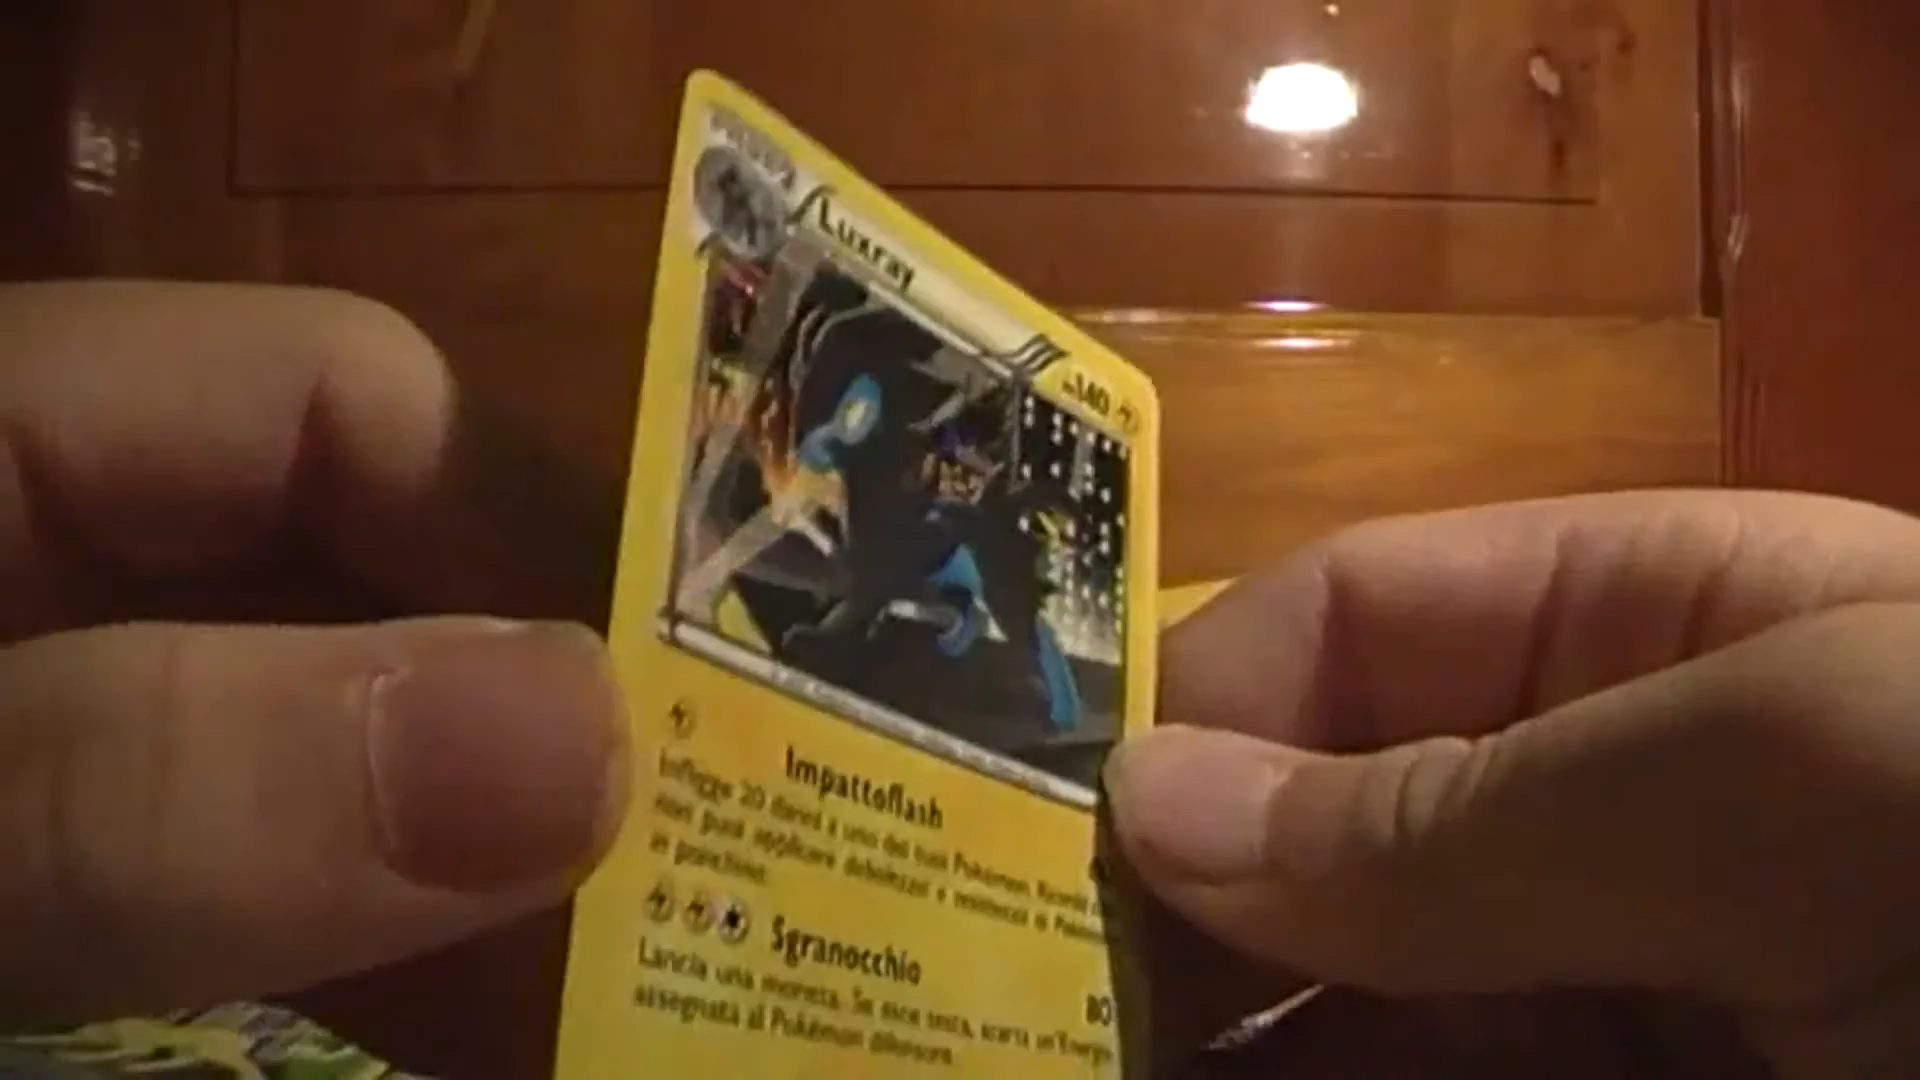 Luxray
140
Impattoflash
Infligge 20 danni a uno dei tuoi Pokémon. Ricorda
non puoi applicare debolezza e resistenza ai Pokémon
in panchina.
Sgranocchio
80
Lancia una moneta. Se esce testa, scarta un'Energia
assegnata al Pokémon difensore.